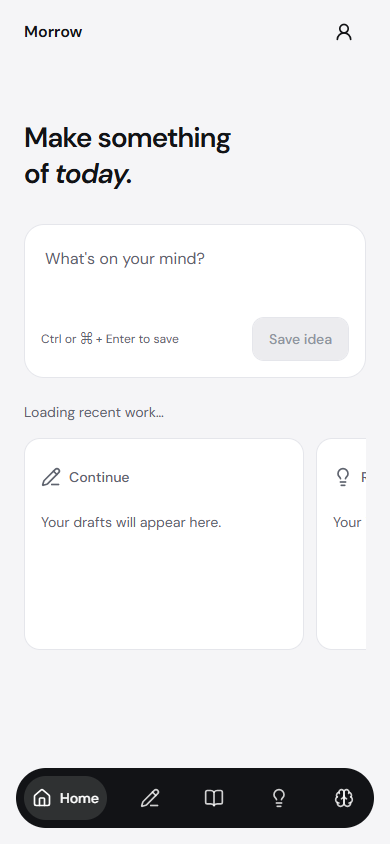 Morrow
Make something
of today.
What's on your mind?
Ctrl or ⌘ + Enter to save
Save idea
Loading recent work...
Continue
Your drafts will appear here.
Your
Home